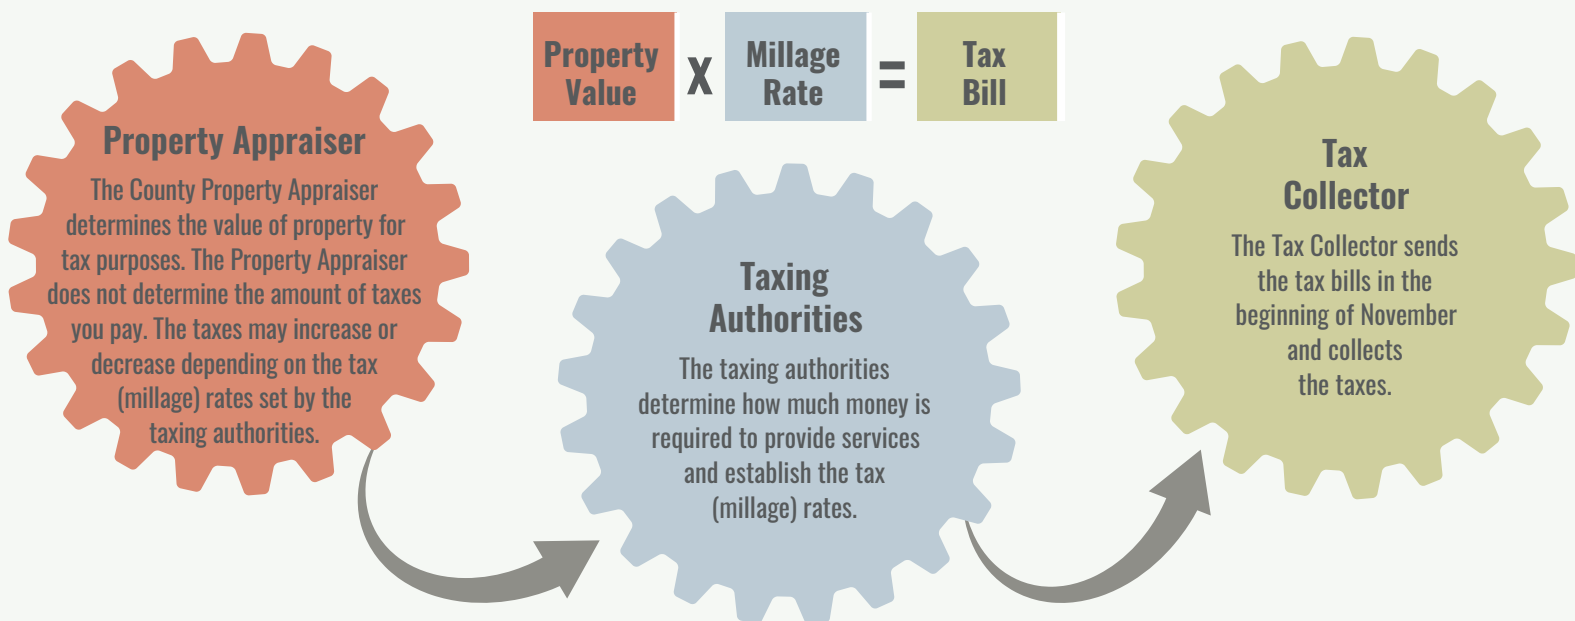 Property
Value
X
Millage
Rate
=
Tax
Bill
Property Appraiser
The County Property Appraiser
determines the value of property for
tax purposes. The Property Appraiser
does not determine the amount of taxes
you pay. The taxes may increase or
decrease depending on the tax
(millage) rates set by the
taxing authorities.
Taxing
Authorities
The taxing authorities
determine how much money is
required to provide services
and establish the tax
(millage) rates.
Tax
Collector
The Tax Collector sends
the tax bills in the
beginning of November
and collects
the taxes.